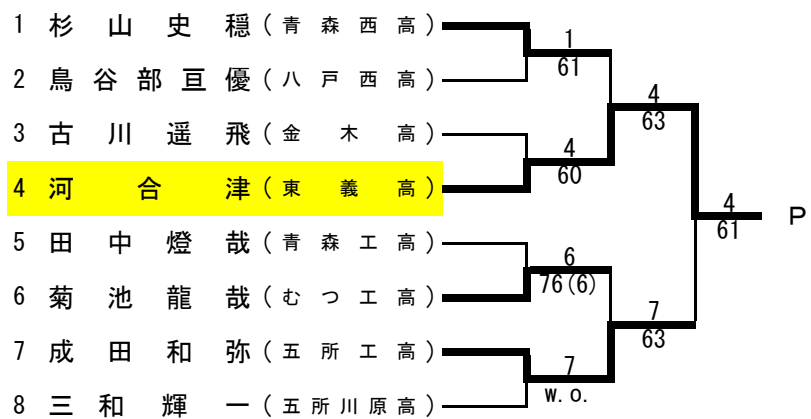 1 杉山史穏(青森西高)
2 鳥谷部亘優(八戸西高)
3 古川遥飛(金木高)
4 河合津(東義高)
5 田中燈哉(青森工高)
6 菊池龍哉(むつ工高)
7 成田和弥(五所工高)
8 三和輝一(五所川原高)
1
61
4
60
6
76(6)
7
w.o.
4
63
7
63
4
61
P